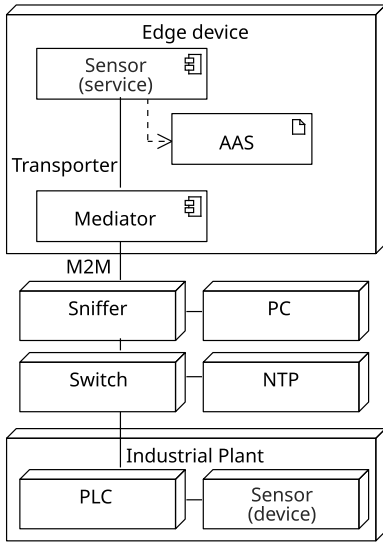 Edge device
Sensor
(service)
AAS
Transporter
Mediator
M2M
Sniffer
PC
Switch
NTP
Industrial Plant
PLC
Sensor
(device)